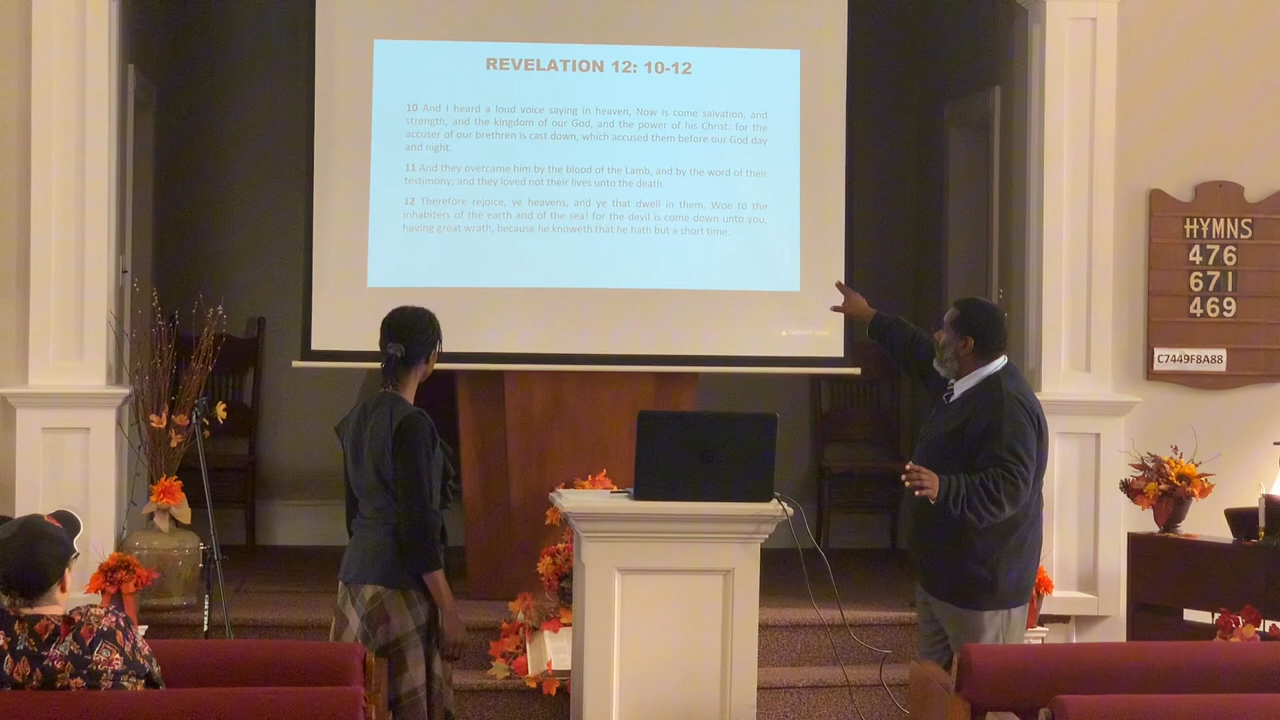 REVELATION 12: 10-12
10 And I heard a loud voice saying in heaven, Now is come salvation, and
strength, and the kingdom of our God, and the power of his Christ: for the
accuser of our brethren is cast down, which accused them before our God day
and night.
11 And they overcame him by the blood of the Lamb, and by the word of their
testimony; and they loved not their lives unto the death.
12 Therefore rejoice, ye heavens, and ye that dwell in them. Woe to the
inhabiters of the earth and of the sea! for the devil is come down unto you,
having great wrath, because he knoweth that he hath but a short time.
HYMNS
476
671
469
C7449F8A88